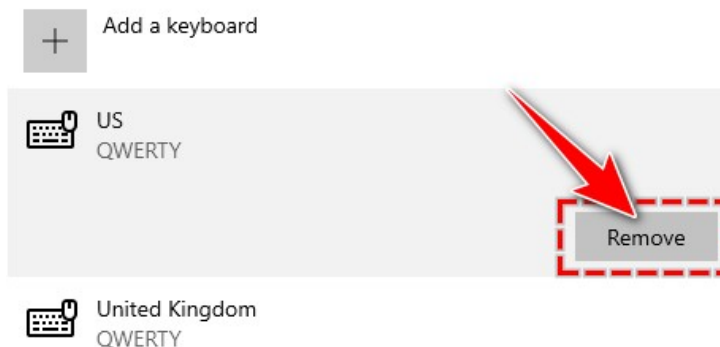 Add a keyboard
US
QWERTY
Remove
United Kingdom
QWERTY